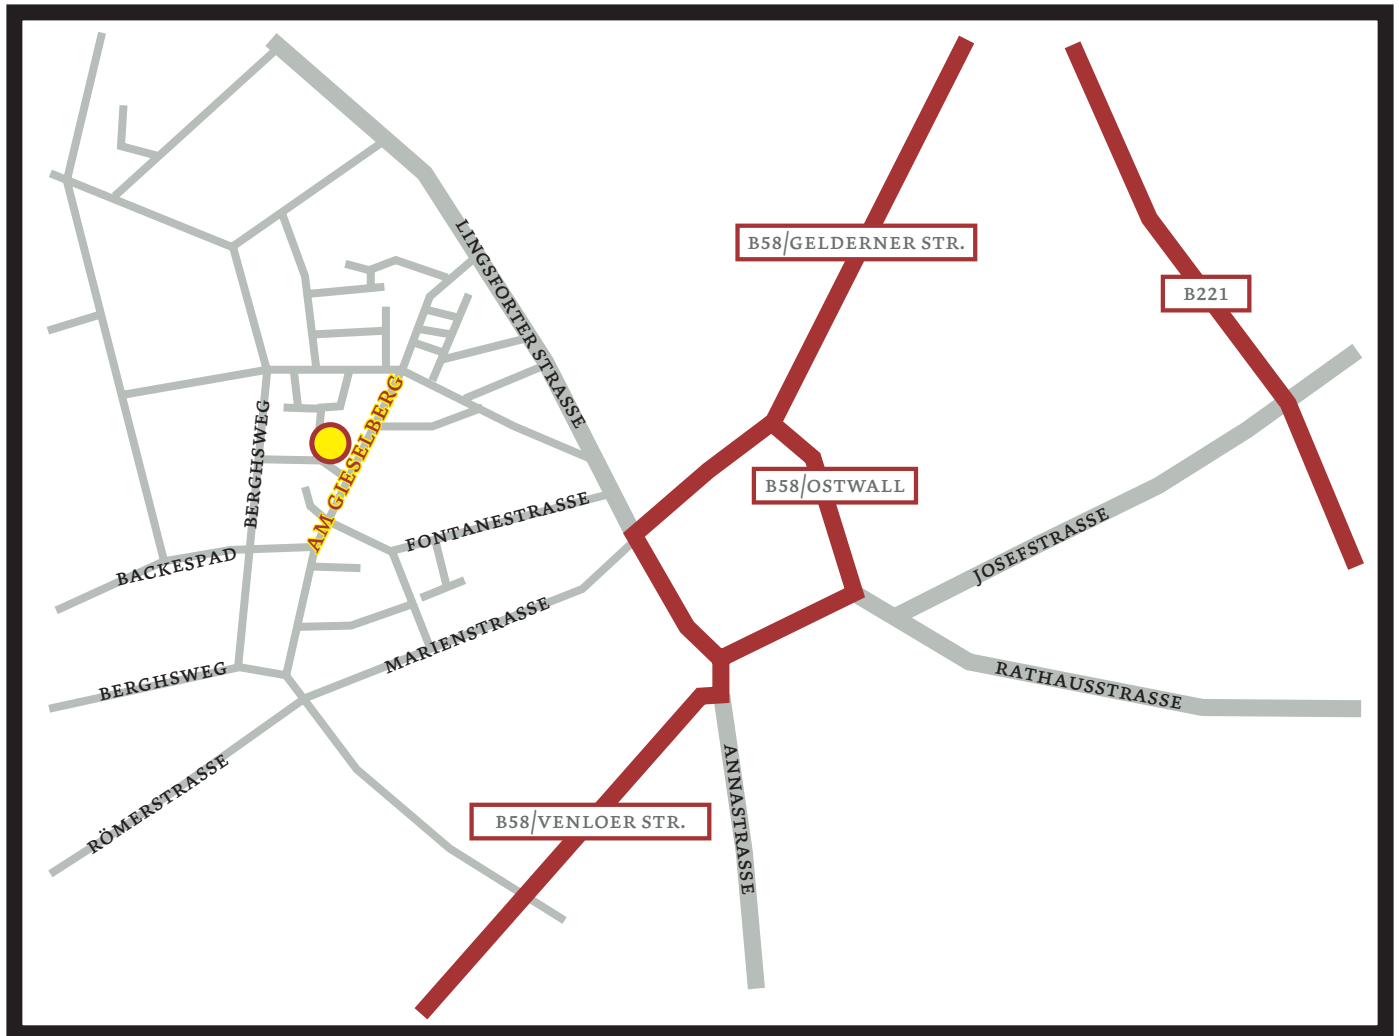 LINGSFORTER STRASSE
B58/GELDERNER STR.
B221
BERGHSWEG
AM GIESELBERG
B58/OSTWALL
FONTANESTRASSE
JOSEFSTRASSE
BACKESPAD
MARIENSTRASSE
BERGHSWEG
RATHAUSSTRASSE
RÖMERSTRASSE
B58/VENLOER STR.
ANNASTRASSE